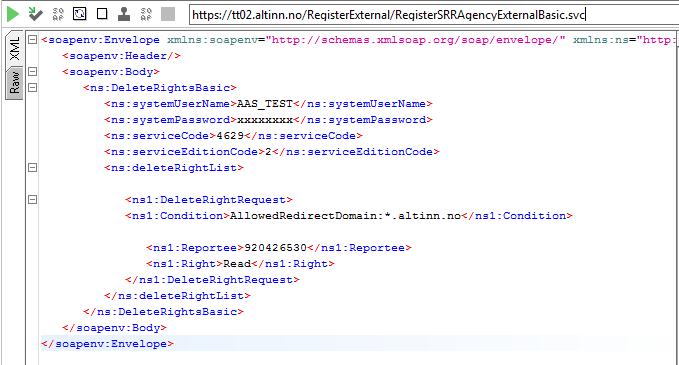 https://tt02.altinn.no/RegisterExternal/RegisterSRRAgencyExternalBasic.svc
XML
Raw
<soapenv:Envelope xmlns:soapenv="http://schemas.xmlsoap.org/soap/envelope/" xmlns:ns="http:
<soapenv:Header/>
<soapenv:Body>
<ns:DeleteRightsBasic>
<ns:systemUserName>AAS_TEST</ns:systemUserName>
<ns:systemPassword>xxxxxxxx</ns:systemPassword>
<ns:serviceCode>4629</ns:serviceCode>
<ns:serviceEditionCode>2</ns:serviceEditionCode>
<ns:deleteRightList>
<ns1:DeleteRightRequest>
<ns1:Condition>AllowedRedirectDomain:*.altinn.no</ns1:Condition>
<ns1:Reportee>920426530</ns1:Reportee>
<ns1:Right>Read</ns1:Right>
</ns1:DeleteRightRequest>
</ns:deleteRightList>
</ns:DeleteRightsBasic>
</soapenv:Body>
</soapenv:Envelope>